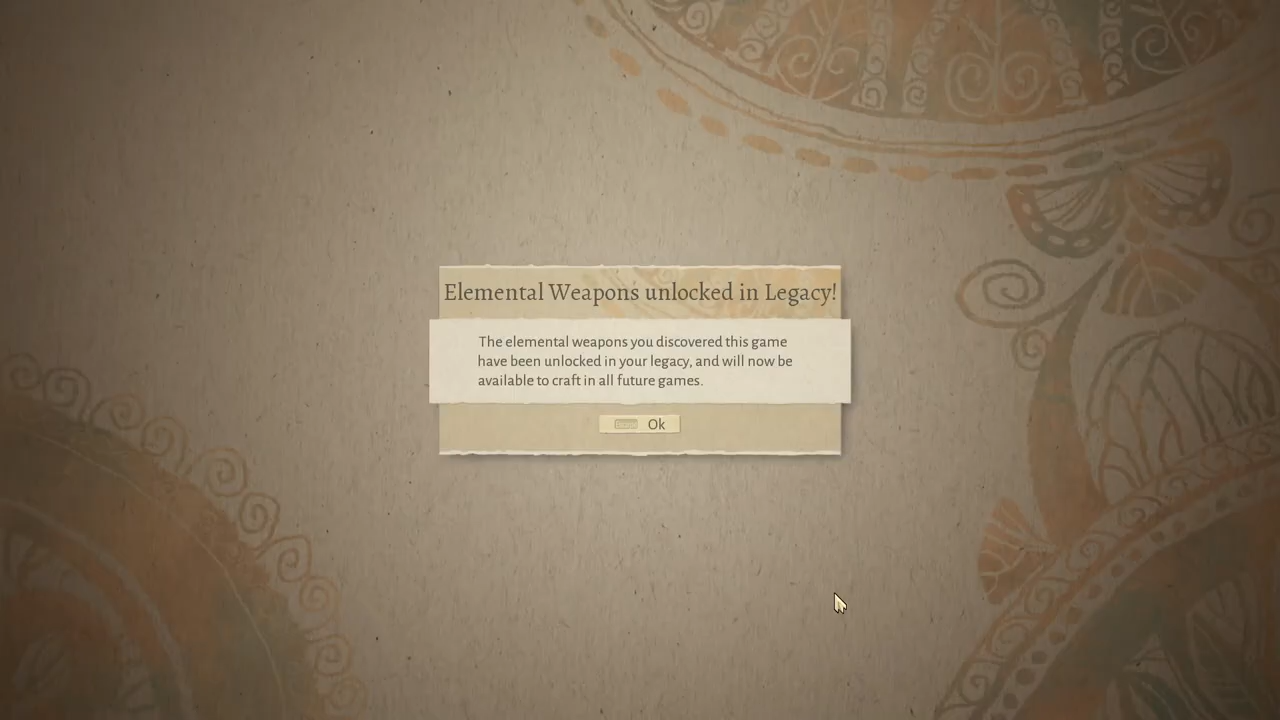 Elemental Weapons unlocked in Legacy!
The elemental weapons you discovered this game
have been unlocked in your legacy, and will now be
available to craft in all future games.
Ok